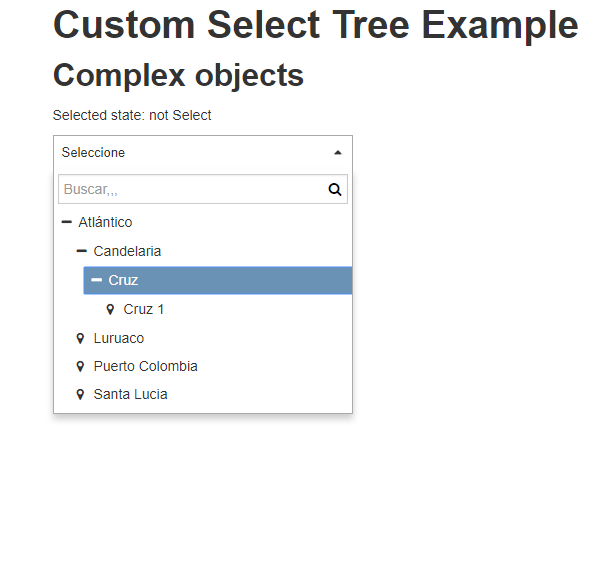 Custom Select Tree Example
Complex objects
Selected state: not Select
Seleccione
Buscar,,,
Atlántico
Candelaria
Cruz
Cruz 1
Luruaco
Puerto Colombia
Santa Lucia